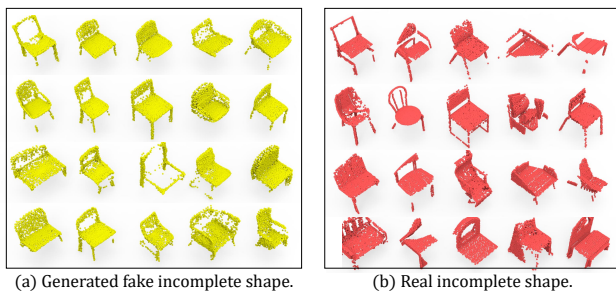 (a) Generated fake incomplete shape.
(b) Real incomplete shape.